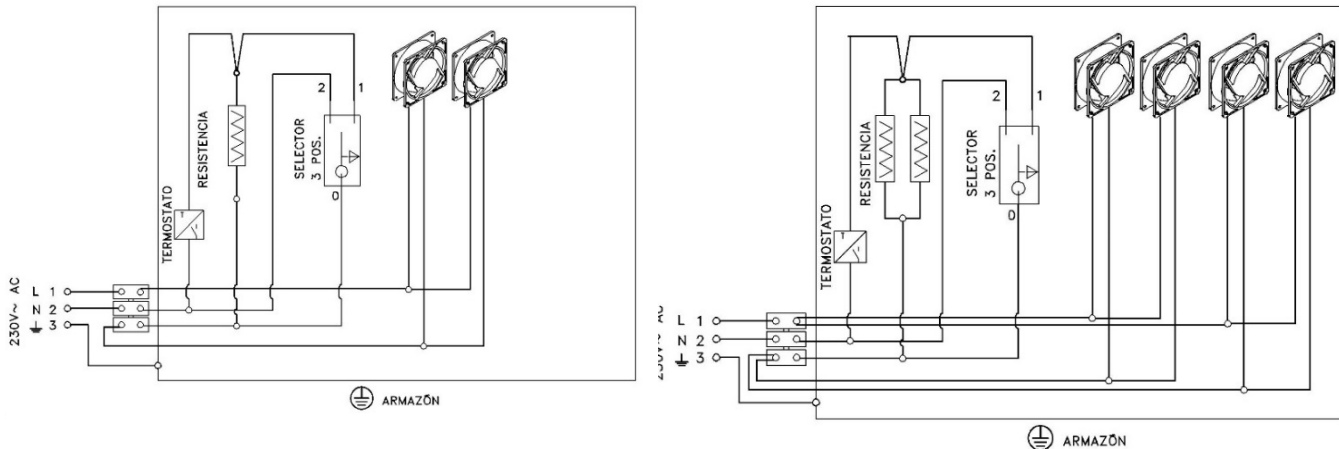 2 1
RESISTENCIA
SELECTOR
3 POS.
0
TERMOSTATO
230V~ AC
L 1
N 2
3
ARMAZÓN
2 1
RESISTENCIA
SELECTOR
3 POS.
D
TERMOSTATO
L 1
N 2
3
ARMAZÓN